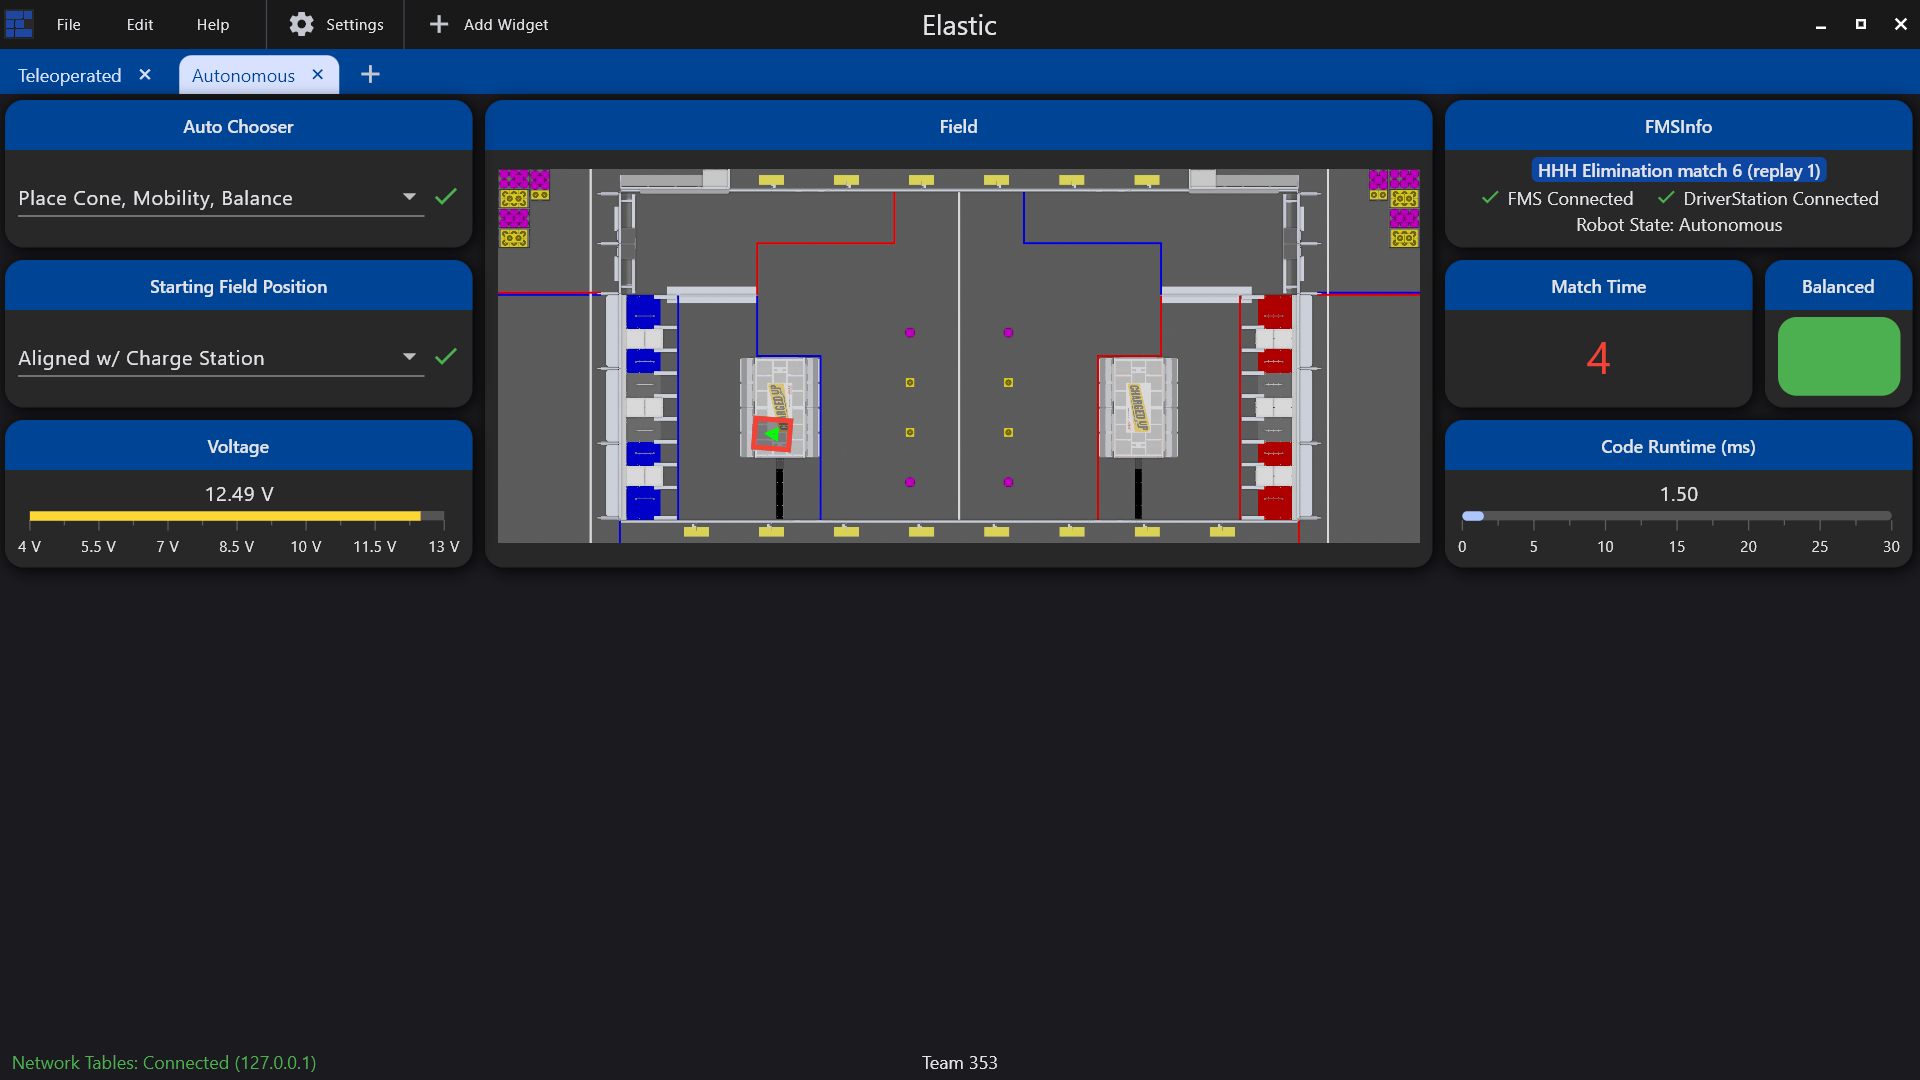 File Edit Help Settings Add Widget Elastic
Teleoperated Autonomous
Auto Chooser
Place Cone, Mobility, Balance
Starting Field Position
Aligned w/ Charge Station
Voltage
12.49 V
4 V 5.5 V 7 V 8.5 V 10 V 11.5 V 13 V
Field
CHARGED UP
FMSInfo
HHH Elimination match 6 (replay 1)
FMS Connected DriverStation Connected
Robot State: Autonomous
Match Time
4
Balanced
Code Runtime (ms)
1.50
0 5 10 15 20 25 30
Network Tables: Connected (127.0.0.1)
Team 353